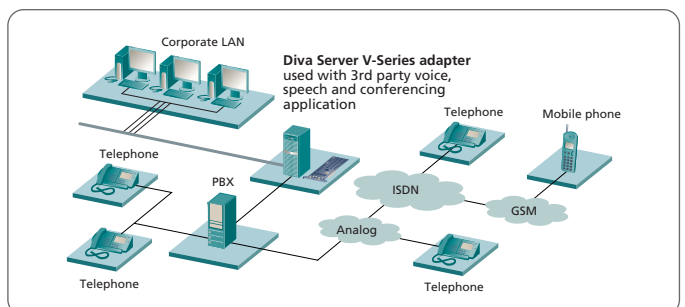 Corporate LAN
Diva Server V-Series adapter
used with 3rd party voice,
speech and conferencing
application
Telephone
Mobile phone
Telephone
PBX
ISDN
GSM
Analog
Telephone
Telephone